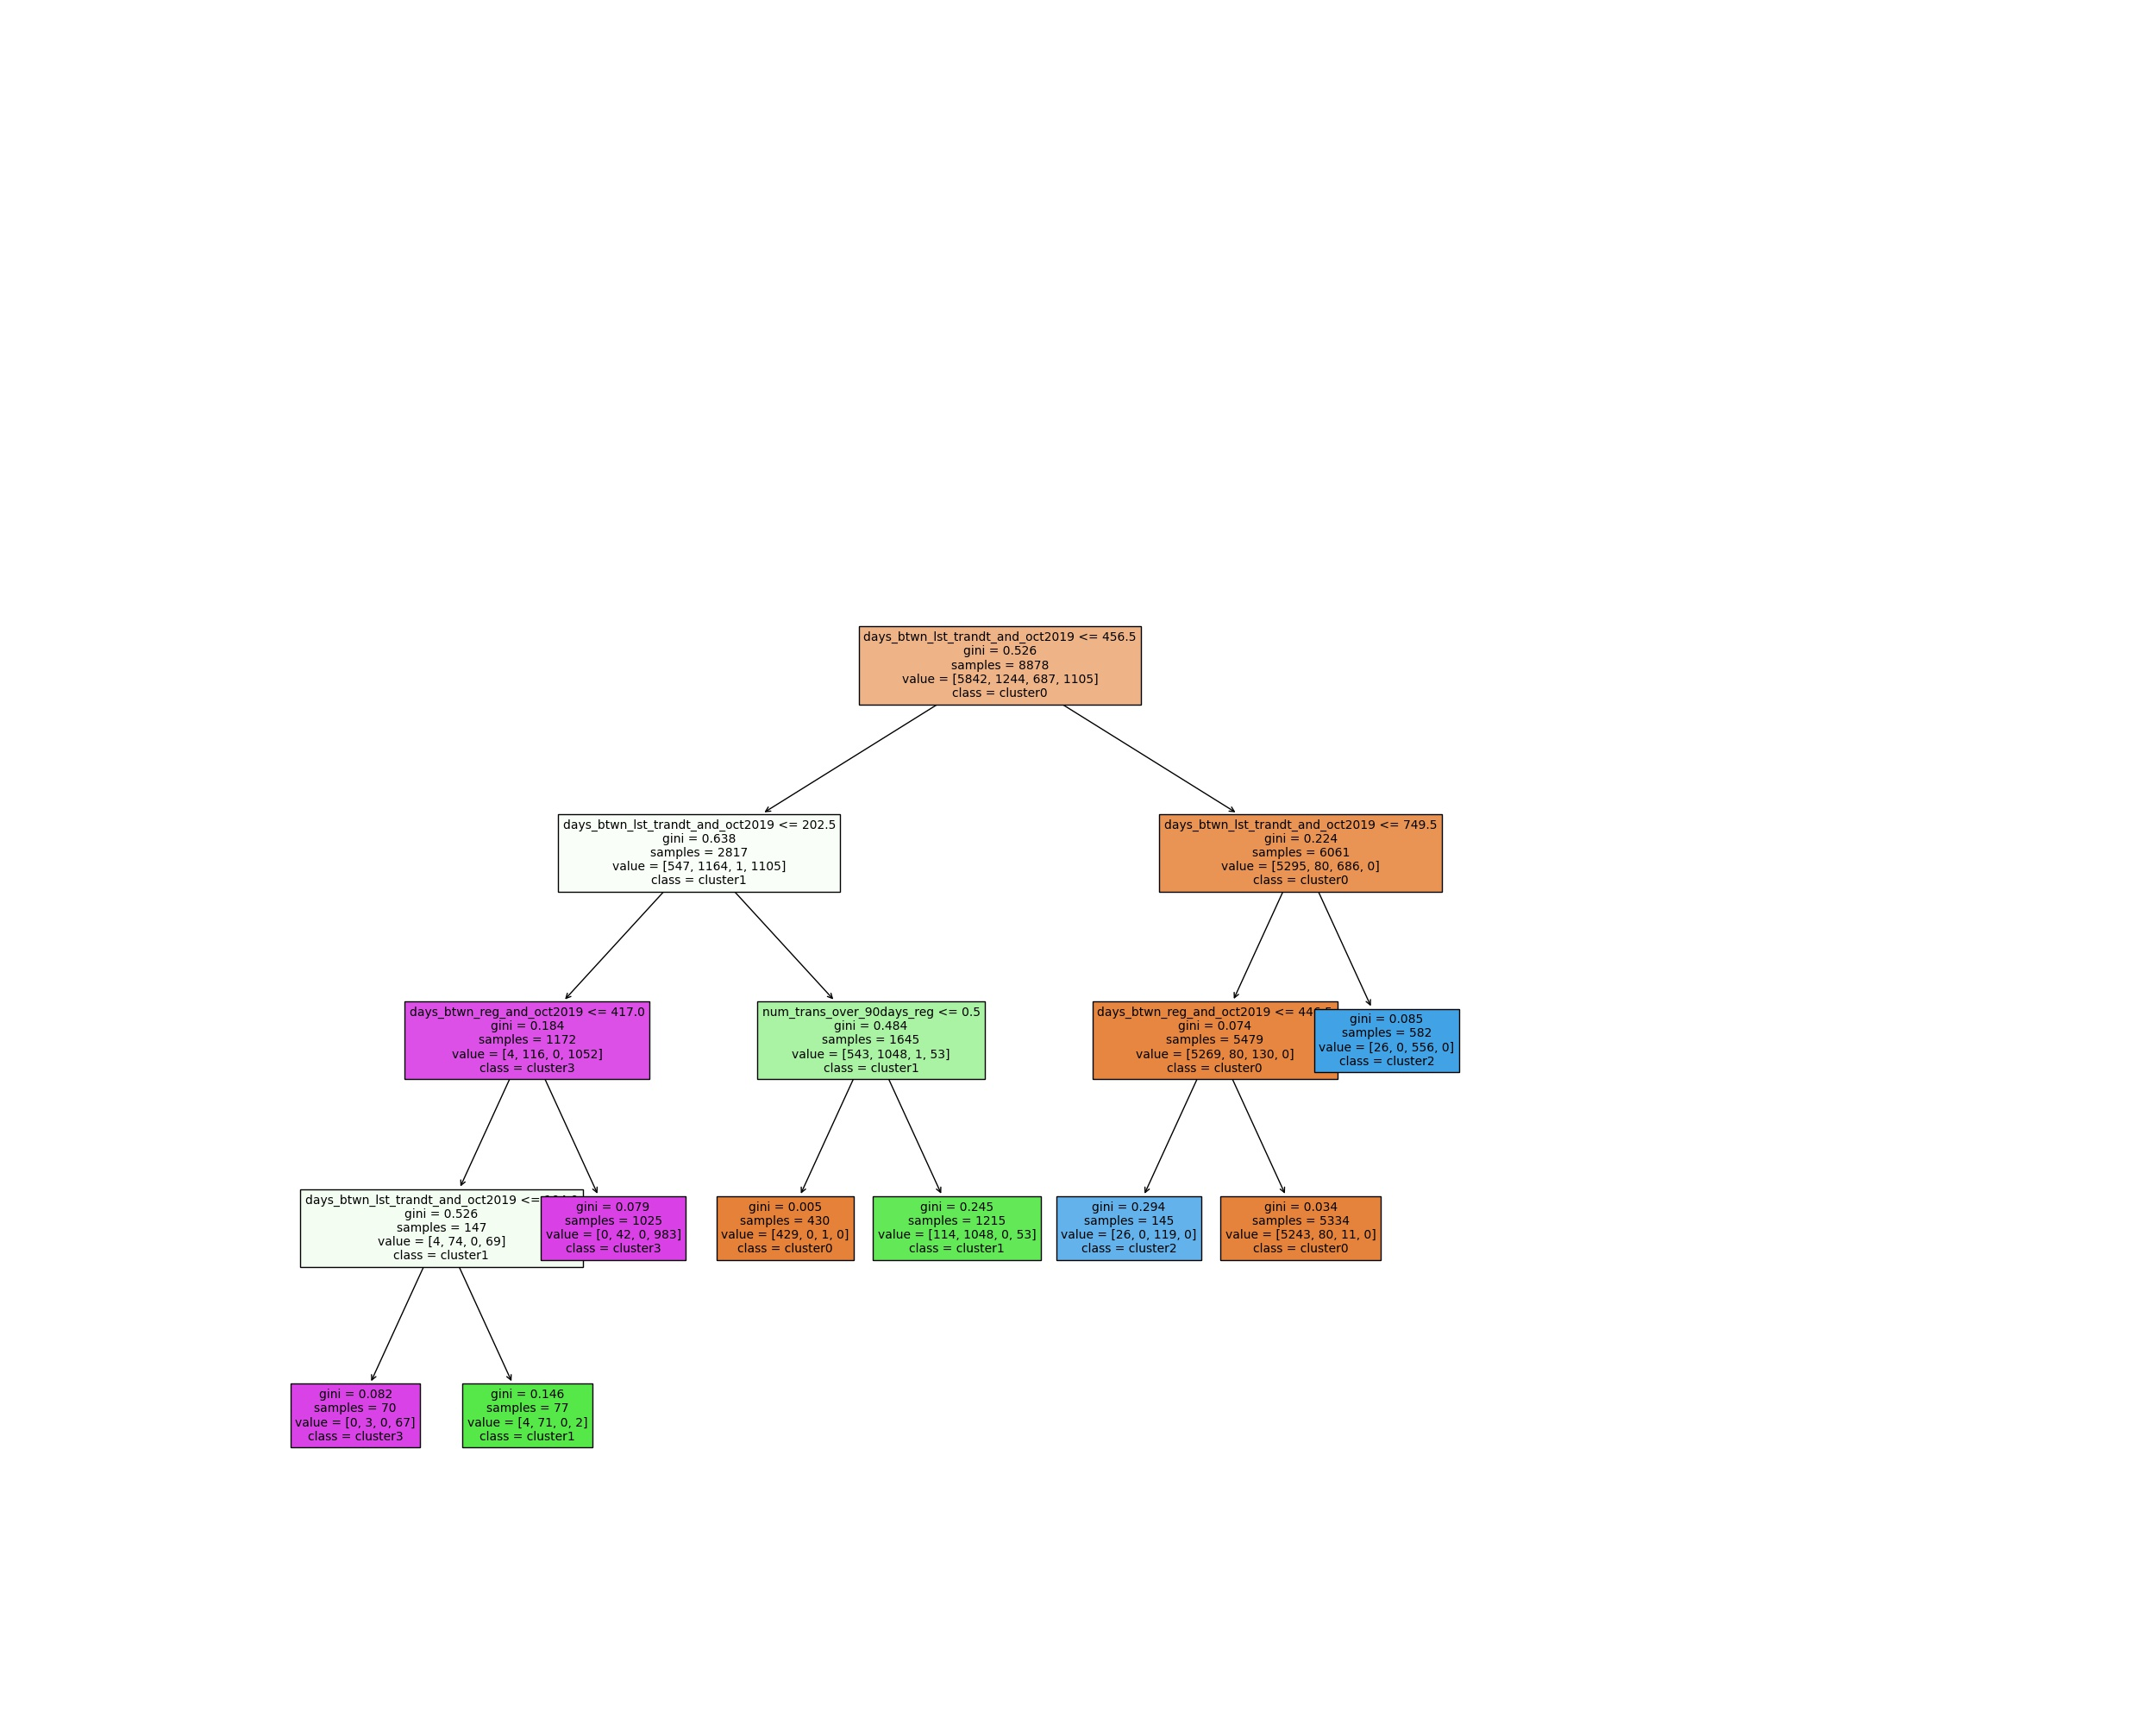 days_btwn_lst_trandt_and_oct2019 <= 456.5
gini = 0.526
samples = 8878
value = [5842, 1244, 687, 1105]
class = cluster0
days_btwn_lst_trandt_and_oct2019 <= 202.5
gini = 0.638
samples = 2817
value = [547, 1164, 1, 1105]
class = cluster1
days_btwn_lst_trandt_and_oct2019 <= 749.5
gini = 0.224
samples = 6061
value = [5295, 80, 686, 0]
class = cluster0
days_btwn_reg_and_oct2019 <= 417.0
gini = 0.184
samples = 1172
value = [4, 116, 0, 1052]
class = cluster3
num_trans_over_90days_reg <= 0.5
gini = 0.484
samples = 1645
value = [543, 1048, 1, 53]
class = cluster1
days_btwn_reg_and_oct2019 <=
gini = 0.074
samples = 5479
value = [5269, 80, 130, 0]
class = cluster0
gini = 0.085
samples = 582
value = [26, 0, 556, 0]
class = cluster2
days_btwn_lst_trandt_and_oct2019 <=
gini = 0.526
samples = 147
value = [4, 74, 0, 69]
class = cluster1
gini = 0.079
samples = 1025
value = [0, 42, 0, 983]
class = cluster3
gini = 0.005
samples = 430
value = [429, 0, 1, 0]
class = cluster0
gini = 0.245
samples = 1215
value = [114, 1048, 0, 53]
class = cluster1
gini = 0.294
samples = 145
value = [26, 0, 119, 0]
class = cluster2
gini = 0.034
samples = 5334
value = [5243, 80, 11, 0]
class = cluster0
gini = 0.082
samples = 70
value = [0, 3, 0, 67]
class = cluster3
gini = 0.146
samples = 77
value = [4, 71, 0, 2]
class = cluster1